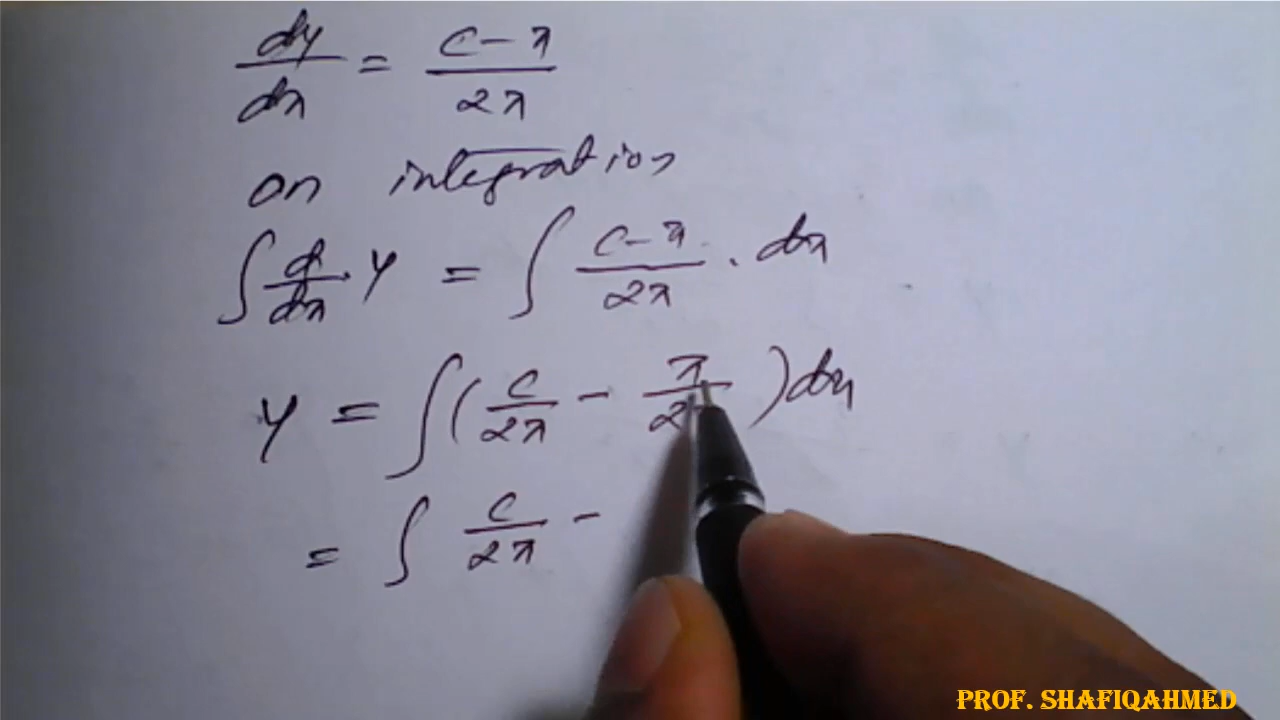 dy/dx = c-x/2x
on integration
∫ d/dx . y = ∫ c-x/2x . dx
y = ∫ ( c/2x - x/2x ) dx
= ∫ c/2x -
PROF. SHAFIQAHMED